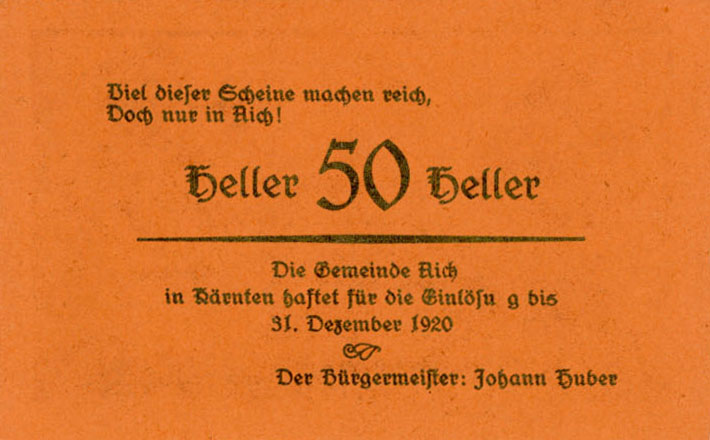 Viel dieser Scheine machen reich,
Doch nur in Aich!
Heller 50 Heller
Die Gemeinde Aich
in Kärnten haftet für die Einlösu g bis
31. Dezember 1920
Der Bürgermeister: Johann Huber